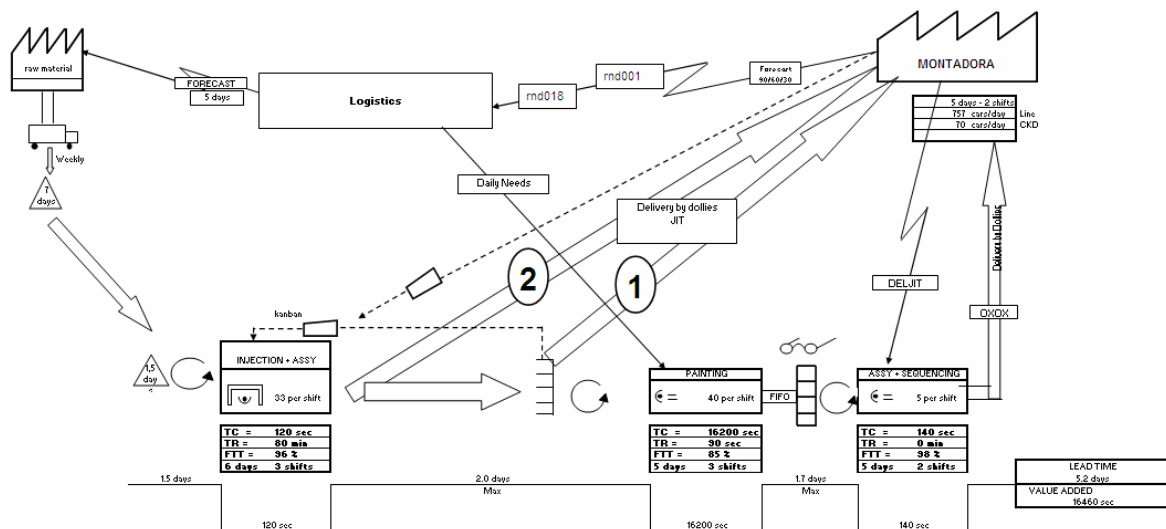 raw material
FORECAST
5 days
Logistics
rnd018
rnd001
Forecart
90/60/30
MONTADORA
5 days - 2 shifts
757 cars/day Line
70 cars/day CKD
Weekly
7
days
Daily Needs
Delivery by dollies
JIT
2
1
Delivery by Dollies
DELJIT
OXOX
kanban
1,5
day
s
INJECTION + ASSY
33 per shift
PAINTING
40 per shift
FIFO
ASSY + SEQUENCING
5 per shift
TC = 120 sec
TR = 80 min
FTT = 96 %
6 days 3 shifts
TC = 16200 sec
TR = 90 sec
FTT = 85 %
5 days 3 shifts
TC = 140 sec
TR = 0 min
FTT = 98 %
5 days 2 shifts
1.5 days
2.0 days
Max
1.7 days
Max
120 sec
16200 sec
140 sec
LEAD TIME
5.2 days
VALUE ADDED
16460 sec